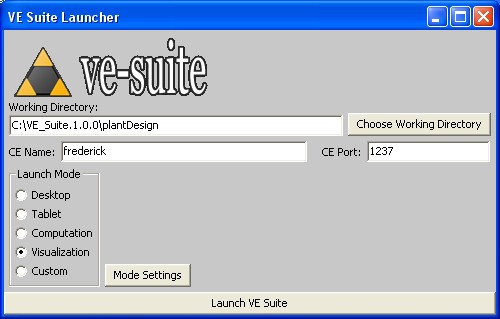 VE Suite Launcher
ve-suite
Working Directory:
C:\VE_Suite.1.0.0\plantDesign
Choose Working Directory
CE Name: frederick CE Port: 1237
Launch Mode
Desktop
Tablet
Computation
Visualization
Custom
Mode Settings
Launch VE Suite